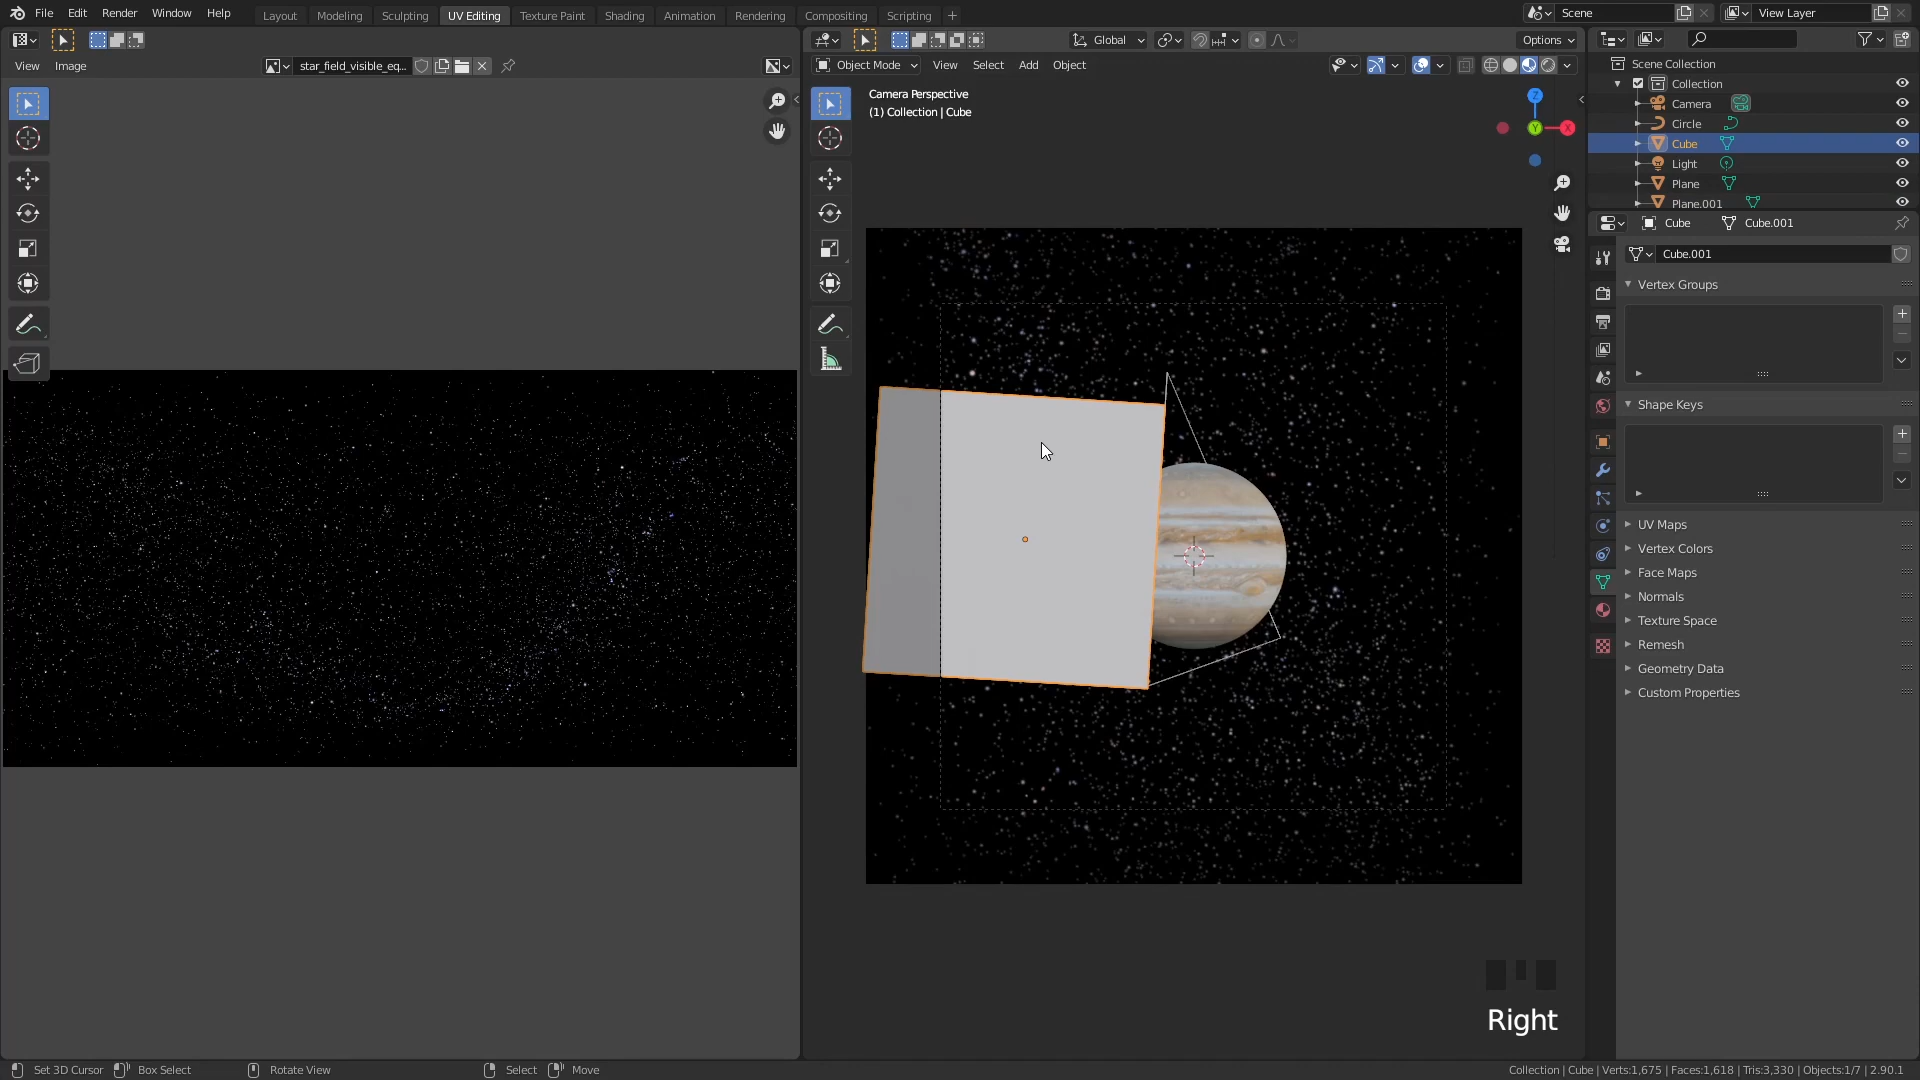 File Edit Render Window Help Layout Modeling Sculpting UV Editing Texture Paint Shading Animation Rendering Compositing Scripting + Scene View Layer
Global Options
View Image star_field_visible_eq... Object Mode View Select Add Object
Camera Perspective
(1) Collection | Cube
Z
Y X
Scene Collection
Collection
Camera
Circle
Cube
Light
Plane
Plane.001
Cube Cube.001
Cube.001
Vertex Groups
Shape Keys
UV Maps
Vertex Colors
Face Maps
Normals
Texture Space
Remesh
Geometry Data
Custom Properties
Right
Set 3D Cursor Box Select Rotate View Select Move Collection | Cube | Verts:1,675 | Faces:1,618 | Tris:3,330 | Objects:1/7 | 2.90.1